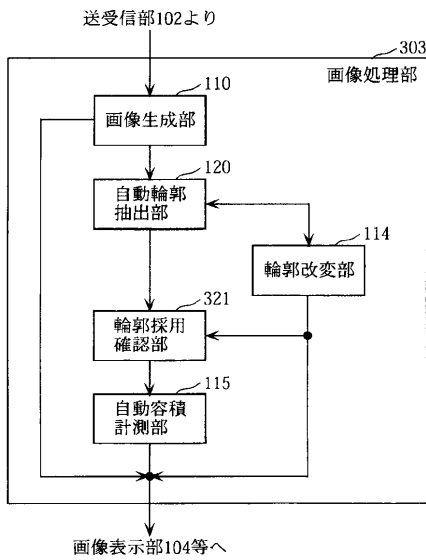 送受信部102より
303
画像処理部
110
画像生成部
120
自動輪郭
抽出部
114
輪郭改変部
321
輪郭採用
確認部
115
自動容積
計測部
画像表示部104等へ